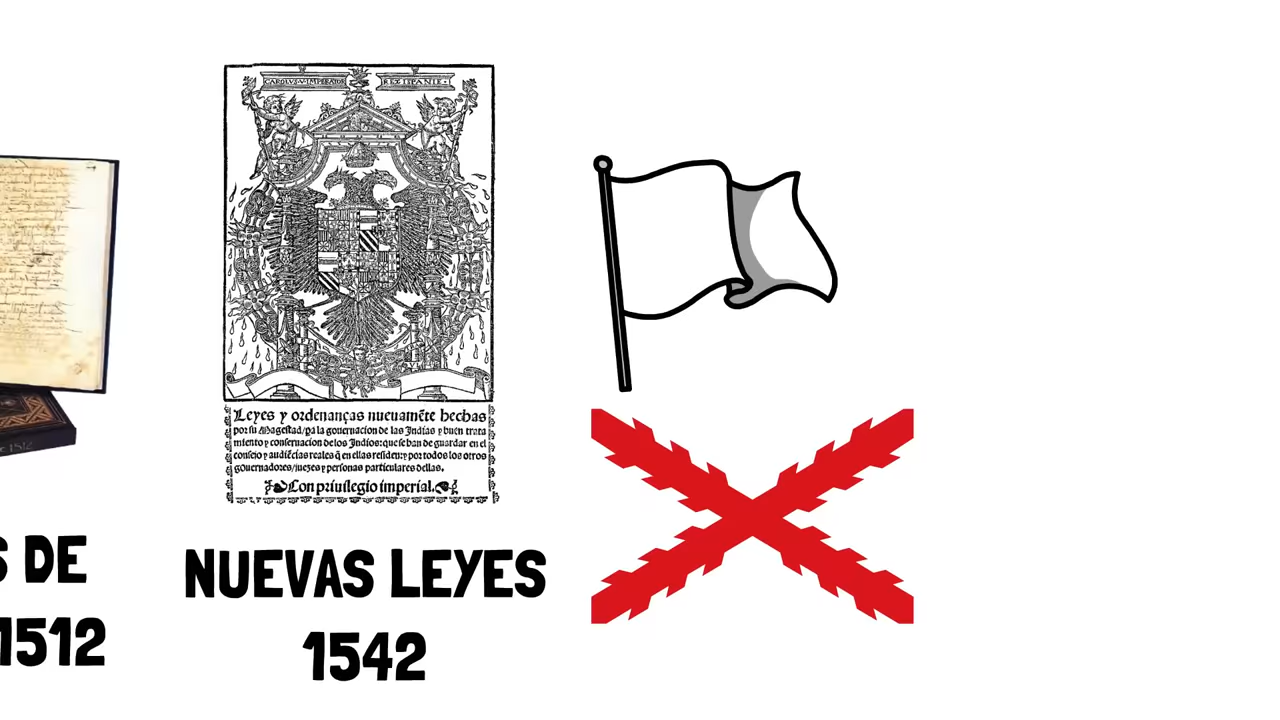 CAROLVS·V·IMPERATOR
REX ISPANIE·
Leyes y ordenanças nueuamẽte hechas
por su Magestad/pa la gouernacion de las Indias y buen trata
miento y conseruacion delos Indios: que se ban de guardar en el
consejo y audiẽcias reales q̃ en ellas residen: y por todos los otros
gouernadores/juezes y personas particulares dellas.
Con priuilegio imperial.
S DE
1512
NUEVAS LEYES
1542